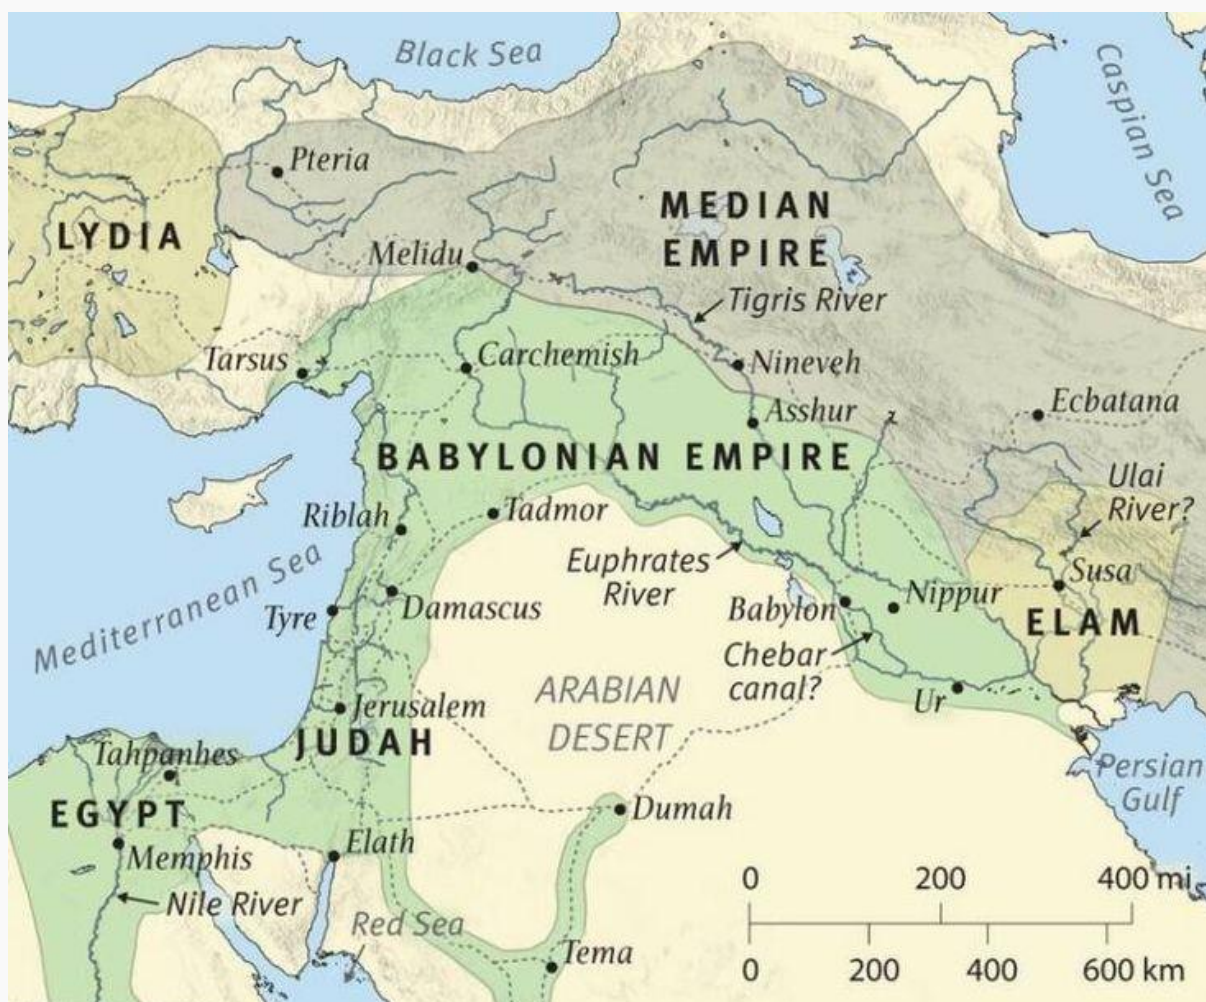 Black Sea
Caspian Sea
Pteria
LYDIA
MEDIAN
EMPIRE
Melidu
Tigris River
Tarsus
Carchemish
Nineveh
Ecbatana
Asshur
BABYLONIAN EMPIRE
Ulai
River?
Riblah
Tadmor
Euphrates
River
Susa
Mediterranean Sea
Tyre
Damascus
Babylon
Nippur
ELAM
Chebar
canal?
ARABIAN
DESERT
Ur
Jerusalem
JUDAH
Tahpanhes
Persian
Gulf
EGYPT
Dumah
Elath
Memphis
Nile River
Red Sea
Tema
0 200 400 mi
0 200 400 600 km